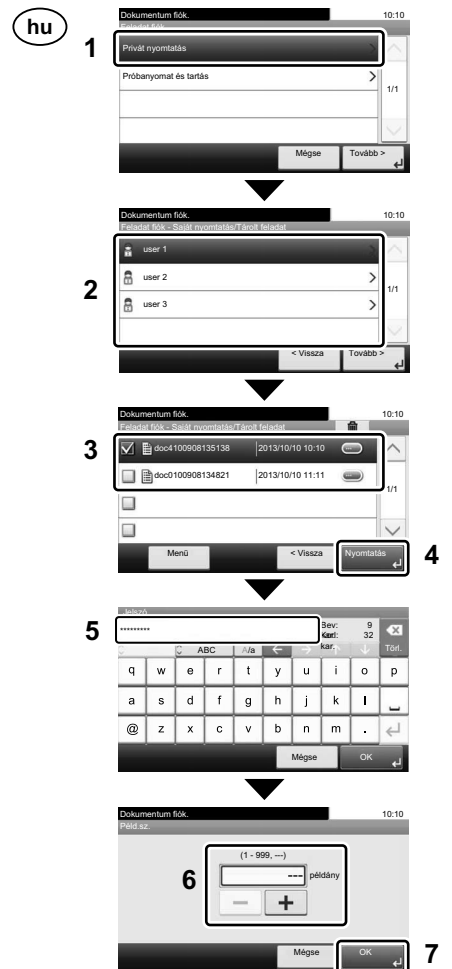 hu
Dokumentum fiók. 10:10
Feladat fiók.
1
Privát nyomtatás >
Próbanyomat és tartás >
1/1
Mégse Tovább >
Dokumentum fiók. 10:10
Feladat fiók - Saját nyomtatás/Tárolt feladat
2
user 1 >
user 2 >
user 3 >
1/1
< Vissza Tovább >
Dokumentum fiók. 10:10
Feladat fiók - Saját nyomtatás/Tárolt feladat
3
doc4100908135138 2013/10/10 10:10 ...
doc0100908134821 2013/10/10 11:11 ...
1/1
Menü < Vissza Nyomtatás
4
Jelszó
5
********* Bev: 9
Korl: 32
kar.
Törl.
ABC A/a
q w e r t y u i o p
a s d f g h j k l
@ z x c v b n m .
Mégse OK
Dokumentum fiók. 10:10
Péld.sz.
6
(1 - 999, ---)
--- példány
− +
Mégse OK
7